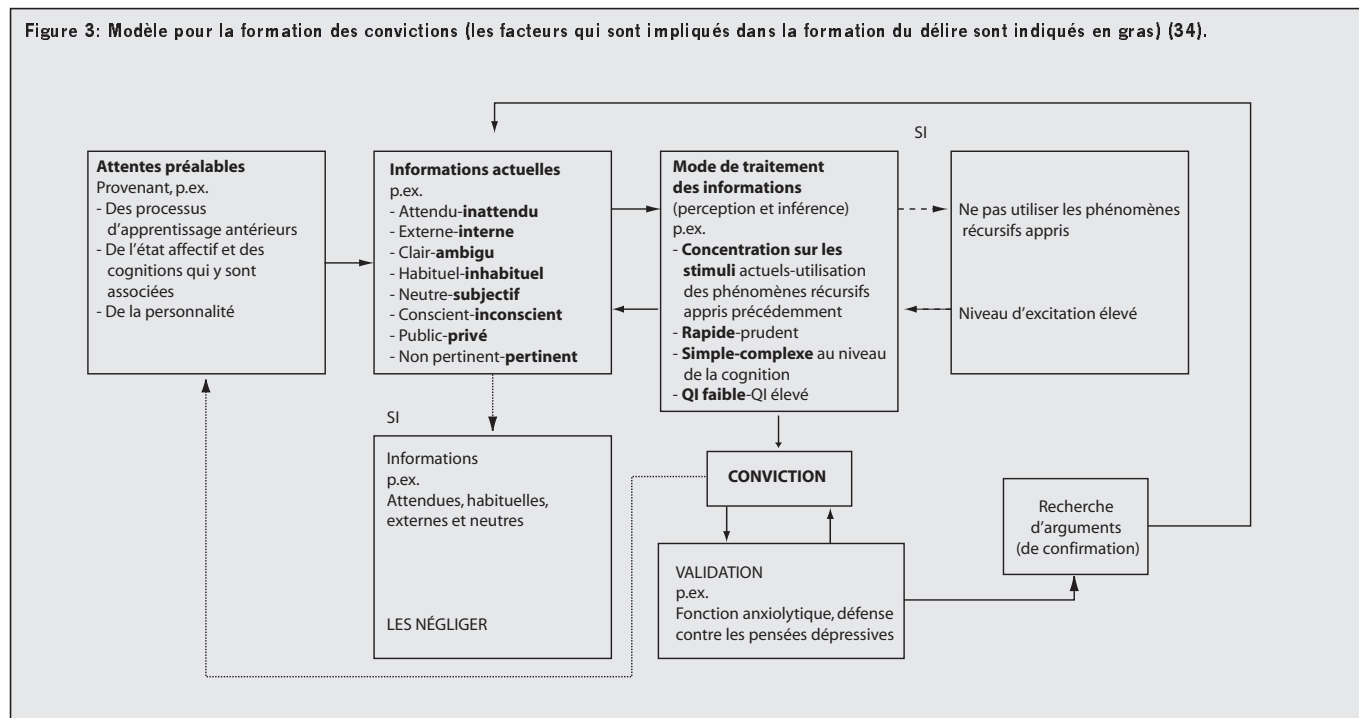 Figure 3: Modèle pour la formation des convictions (les facteurs qui sont impliqués dans la formation du délire sont indiqués en gras) (34).
Attentes préalables
Provenant, p.ex.
- Des processus
d’apprentissage antérieurs
- De l’état affectif et des
cognitions qui y sont
associées
- De la personnalité
Informations actuelles
p.ex.
- Attendu-inattendu
- Externe-interne
- Clair-ambigu
- Habituel-inhabituel
- Neutre-subjectif
- Conscient-inconscient
- Public-privé
- Non pertinent-pertinent
Mode de traitement
des informations
(perception et inférence)
p.ex.
- Concentration sur les
stimuli actuels-utilisation
des phénomènes récursifs
appris précédemment
- Rapide-prudent
- Simple-complexe au niveau
de la cognition
- QI faible-QI élevé
SI
Ne pas utiliser les phénomènes
récursifs appris
Niveau d’excitation élevé
SI
Informations
p.ex.
Attendues, habituelles,
externes et neutres
LES NÉGLIGER
CONVICTION
VALIDATION
p.ex.
Fonction anxiolytique, défense
contre les pensées dépressives
Recherche
d’arguments
(de confirmation)